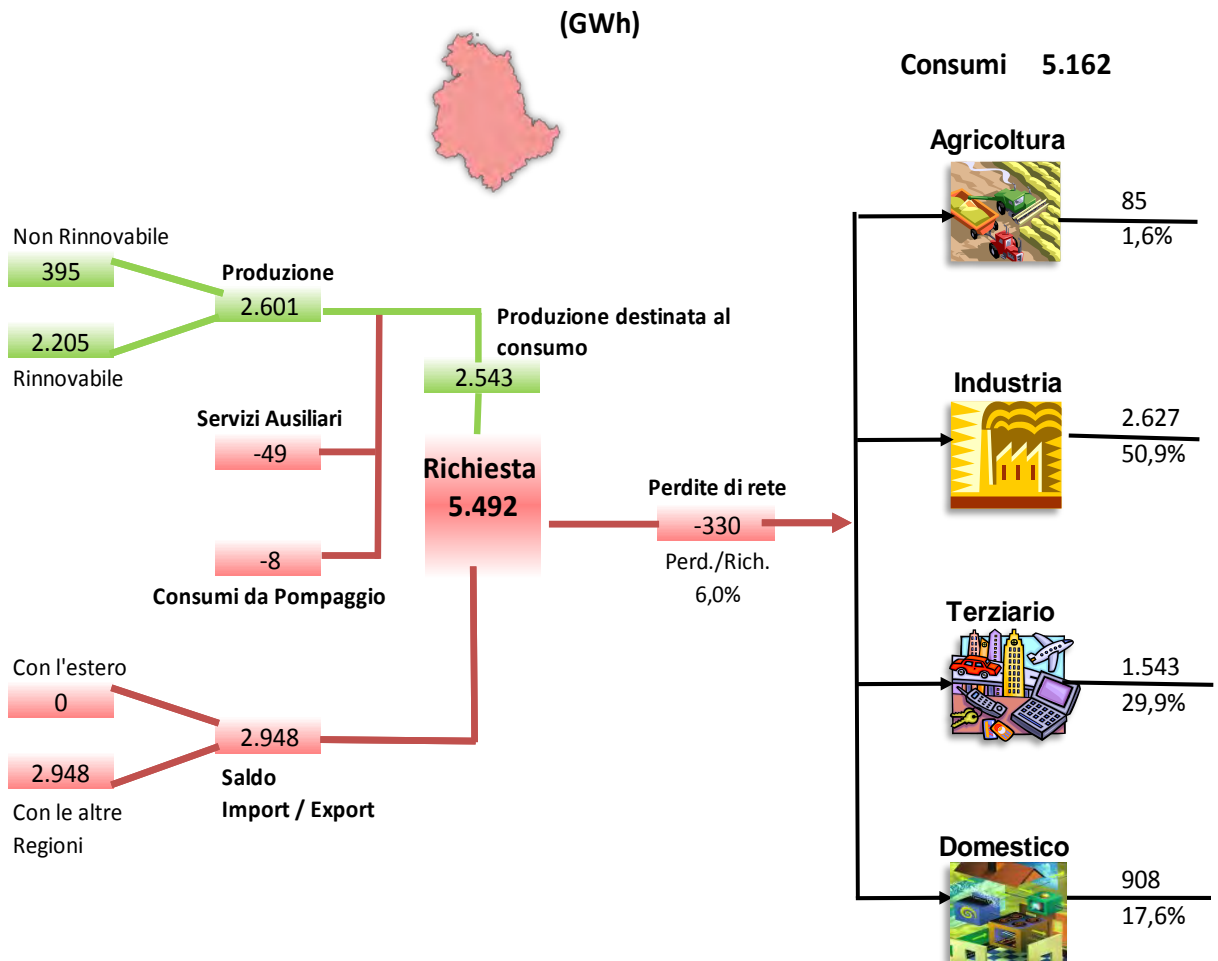 (GWh)
Consumi 5.162
Agricoltura
85
1,6%
Non Rinnovabile
395
Produzione
2.601
2.205
Rinnovabile
Produzione destinata al
consumo
2.543
Servizi Ausiliari
-49
Industria
2.627
50,9%
Richiesta
5.492
Perdite di rete
-330
Perd./Rich.
6,0%
-8
Consumi da Pompaggio
Terziario
1.543
29,9%
Con l'estero
0
2.948
Saldo
Import / Export
2.948
Con le altre
Regioni
Domestico
908
17,6%